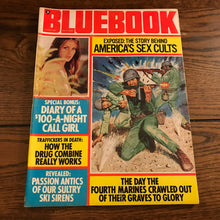 BLUEBOOK
EXPOSED: THE STORY BEHIND
AMERICA'S SEX CULTS
SPECIAL BONUS:
DIARY OF A
$100-A-NIGHT
CALL GIRL
TRAFFICKERS IN DEATH:
HOW THE
DRUG COMBINE
REALLY WORKS
REVEALED:
PASSION ANTICS
OF OUR SULTRY
SKI SIRENS
THE DAY THE
FOURTH MARINES CRAWLED OUT
OF THEIR GRAVES TO GLORY